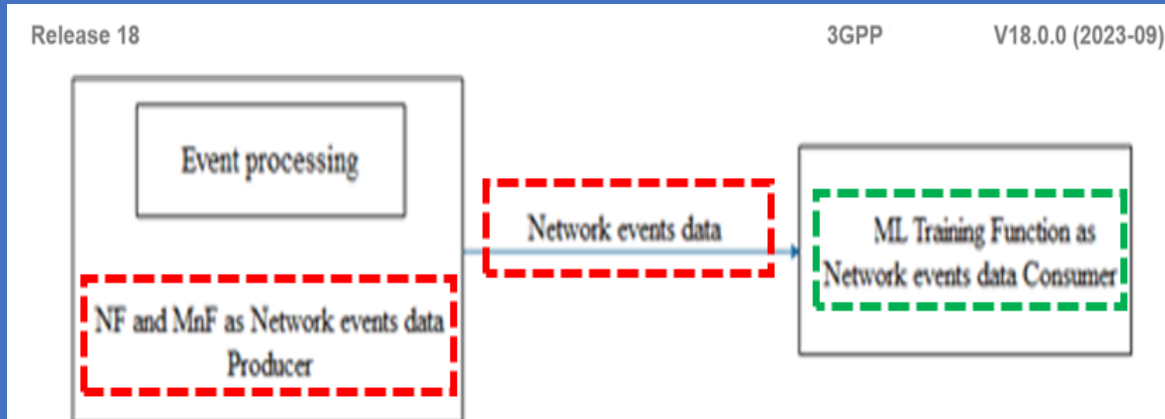 Release 18 3GPP V18.0.0 (2023-09)
Event processing
Network events data
ML Training Function as
Network events data Consumer
NF and MnF as Network events data
Producer